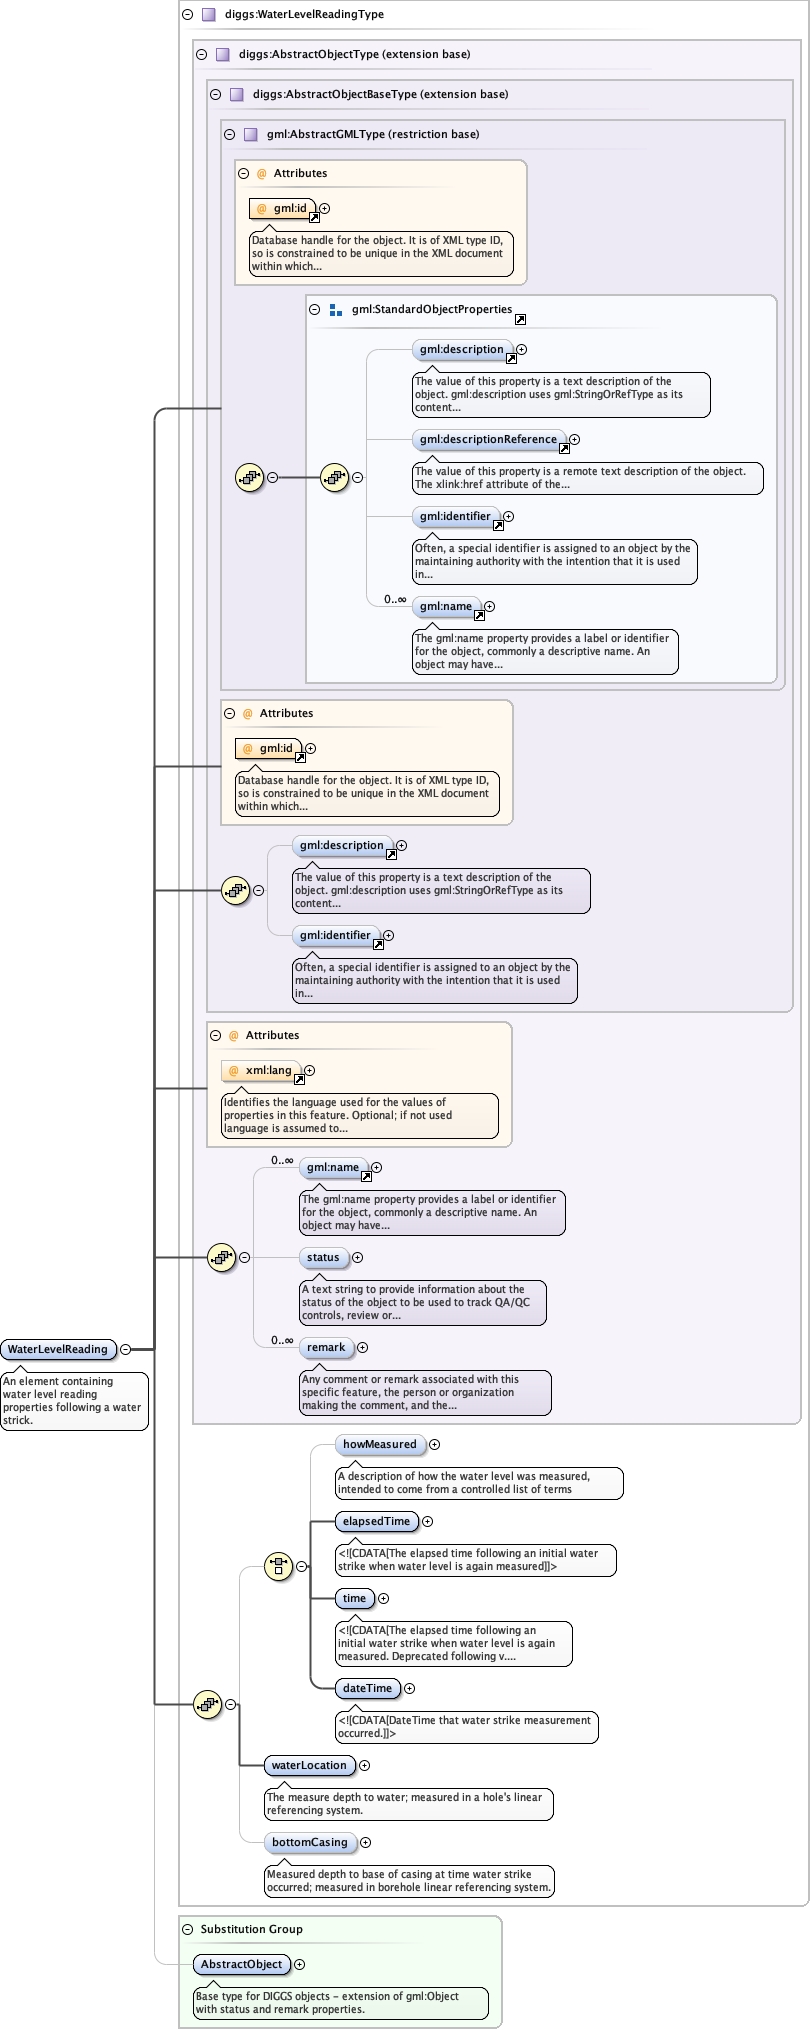 diggs:WaterLevelReadingType
diggs:AbstractObjectType (extension base)
diggs:AbstractObjectBaseType (extension base)
gml:AbstractGMLType (restriction base)
@ Attributes
@ gml:id
Database handle for the object. It is of XML type ID,
so is constrained to be unique in the XML document
within which...
gml:StandardObjectProperties
gml:description
The value of this property is a text description of the
object. gml:description uses gml:StringOrRefType as its
content...
gml:descriptionReference
The value of this property is a remote text description of the object.
The xlink:href attribute of the...
gml:identifier
Often, a special identifier is assigned to an object by the
maintaining authority with the intention that it is used
in...
0..∞
gml:name
The gml:name property provides a label or identifier
for the object, commonly a descriptive name. An
object may have...
@ Attributes
@ gml:id
Database handle for the object. It is of XML type ID,
so is constrained to be unique in the XML document
within which...
gml:description
The value of this property is a text description of the
object. gml:description uses gml:StringOrRefType as its
content...
gml:identifier
Often, a special identifier is assigned to an object by the
maintaining authority with the intention that it is used
in...
@ Attributes
@ xml:lang
Identifies the language used for the values of
properties in this feature. Optional; if not used
language is assumed to...
0..∞
gml:name
The gml:name property provides a label or identifier
for the object, commonly a descriptive name. An
object may have...
status
A text string to provide information about the
status of the object to be used to track QA/QC
controls, review or...
0..∞
remark
Any comment or remark associated with this
specific feature, the person or organization
making the comment, and the...
WaterLevelReading
An element containing
water level reading
properties following a water
strick.
howMeasured
A description of how the water level was measured,
intended to come from a controlled list of terms
elapsedTime
<![CDATA[The elapsed time following an initial water
strike when water level is again measured]]>
time
<![CDATA[The elapsed time following an
initial water strike when water level is again
measured. Deprecated following v....
dateTime
<![CDATA[DateTime that water strike measurement
occurred.]]>
waterLocation
The measure depth to water; measured in a hole's linear
referencing system.
bottomCasing
Measured depth to base of casing at time water strike
occurred; measured in borehole linear referencing system.
Substitution Group
AbstractObject
Base type for DIGGS objects - extension of gml:Object
with status and remark properties.